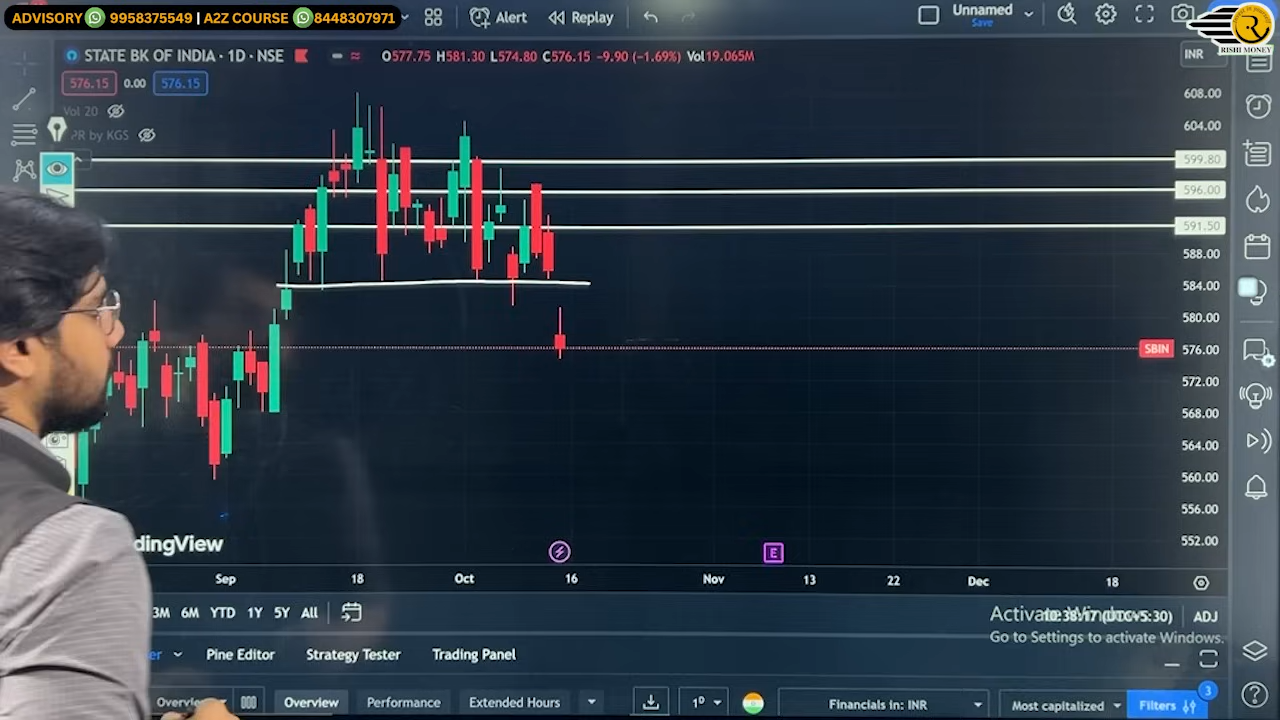 ADVISORY 9958375549 | A2Z COURSE 8448307971
Alert
Replay
Unnamed
Save
RISHI MONEY
STATE BK OF INDIA · 1D · NSE
O577.75 H581.30 L574.80 C576.15 -9.90 (-1.69%) Vol19.065M
INR
576.15 0.00 576.15
Vol 20
PR by KGS
608.00
604.00
599.80
596.00
591.50
588.00
584.00
580.00
SBIN
576.00
572.00
568.00
564.00
560.00
556.00
552.00
dingView
E
Sep 18 Oct 16 Nov 13 22 Dec 18
3M 6M YTD 1Y 5Y All
10:38:17 (UTC+5:30) ADJ
Activate Windows
Go to Settings to activate Windows.
er Pine Editor Strategy Tester Trading Panel
3
Overview Overview Performance Extended Hours 1D Financials in: INR Most capitalized Filters